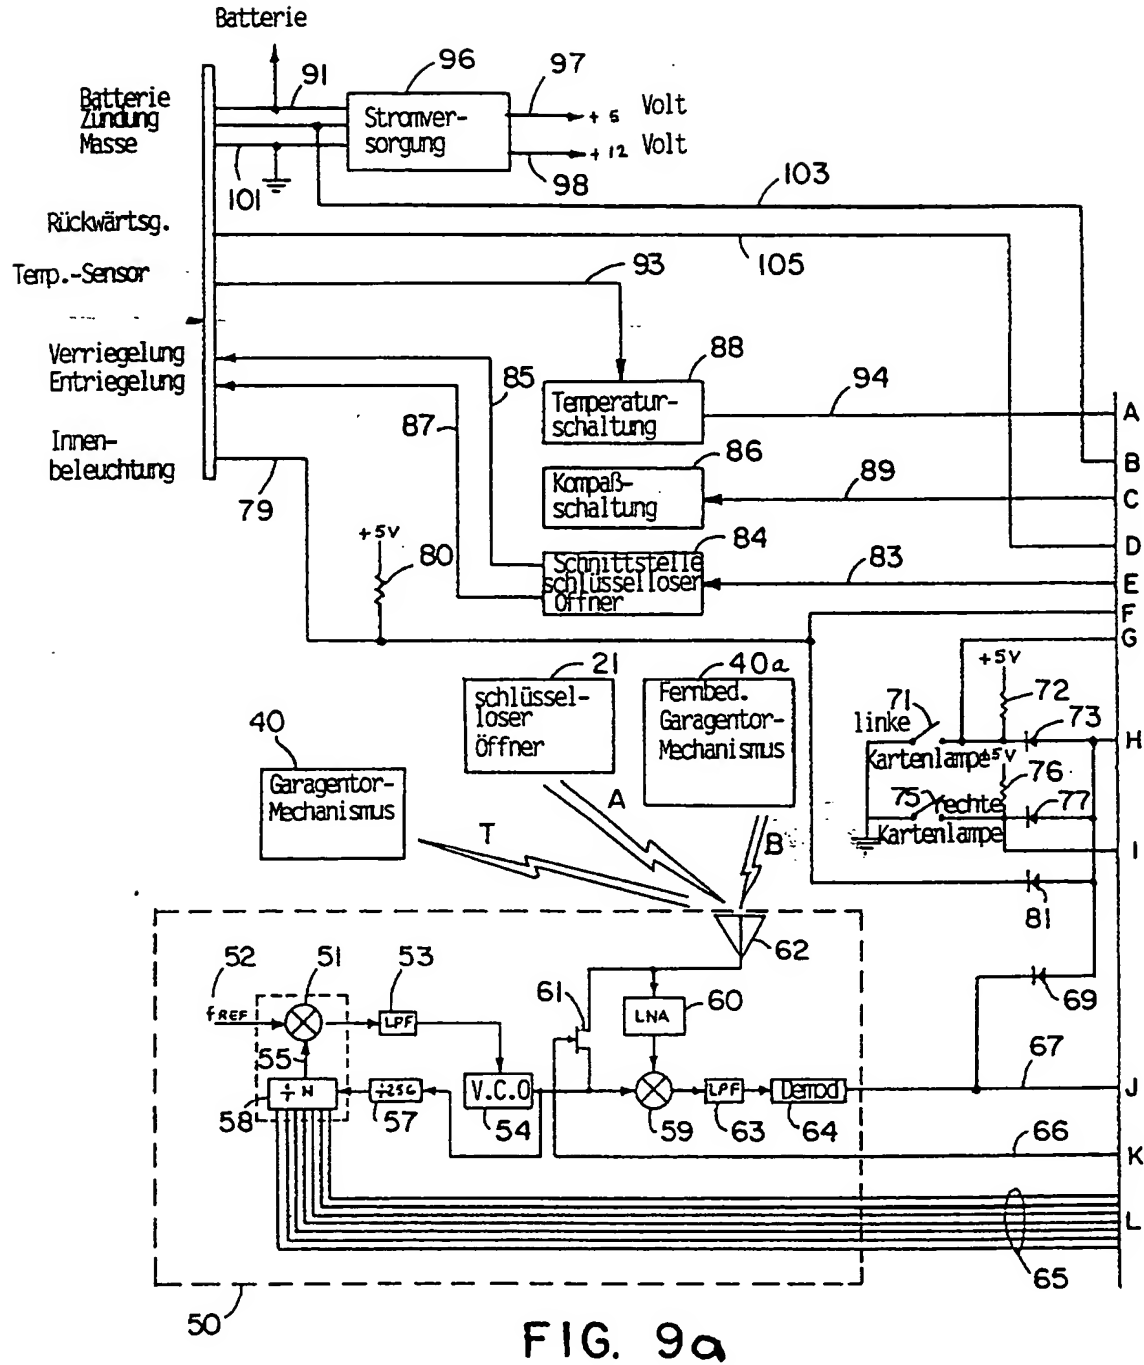 Batterie
91
96
97
Batterie
Zündung
Masse
Stromver-
sorgung
+ 5 Volt
+ 12 Volt
101
98
103
Rückwärtsg.
105
Temp.-Sensor
93
Verriegelung
Entriegelung
85
87
88
Temperatur-
schaltung
94
A
B
Innen-
beleuchtung
79
86
Kompaß-
schaltung
89
C
+5V
80
84
D
Schnittstelle
schlüsselloser
Öffner
83
E
F
G
21
schlüssel-
loser
Öffner
40a
Fernbed.
Garagentor-
Mechanismus
+5V
72
71
linke
73
H
Kartenlampe
+5V
76
75
rechte
77
Kartenlampe
I
40
Garagentor-
Mechanismus
T
A
B
81
62
52
51
53
61
60
69
fREF
LPF
LNA
55
67
÷ N
÷256
V.C.O
LPF
Demod
J
58
57
54
59
63
64
66
K
L
65
50
FIG. 9a